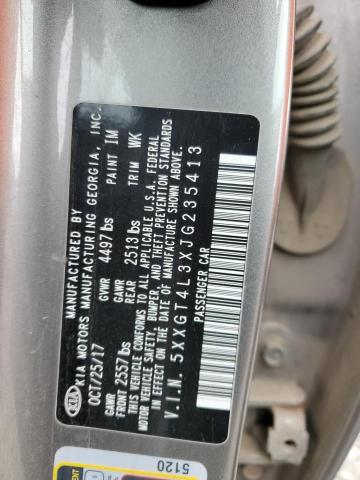 KIA
MANUFACTURED BY
KIA MOTORS MANUFACTURING GEORGIA, INC.
OCT/25/17 GVWR 4497 lbs PAINT IM
GAWR FRONT 2557 lbs GAWR REAR 2513 lbs TRIM WK
THIS VEHICLE CONFORMS TO ALL APPLICABLE U.S.A. FEDERAL
MOTOR VEHICLE SAFETY, BUMPER, AND THEFT PREVENTION STANDARDS
IN EFFECT ON THE DATE OF MANUFACTURE SHOWN ABOVE.
V.I.N. 5XXGT4L3XJG235413
PASSENGER CAR
5120